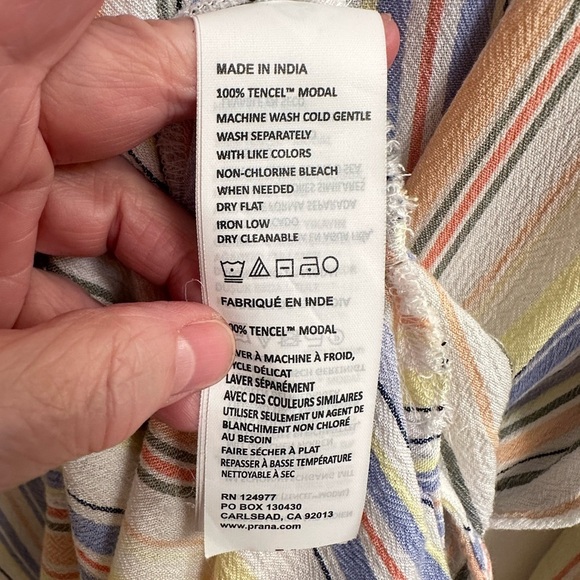 MADE IN INDIA
100% TENCEL™ MODAL
MACHINE WASH COLD GENTLE
WASH SEPARATELY
WITH LIKE COLORS
NON-CHLORINE BLEACH
WHEN NEEDED
DRY FLAT
IRON LOW
DRY CLEANABLE
FABRIQUÉ EN INDE
100% TENCEL™ MODAL
À MACHINE À FROID,
DÉLICAT
LAVER SÉPARÉMENT
AVEC DES COULEURS SIMILAIRES
UTILISER SEULEMENT UN AGENT DE
BLANCHIMENT NON CHLORÉ
AU BESOIN
FAIRE SÉCHER À PLAT
REPASSER À BASSE TEMPÉRATURE
NETTOYABLE À SEC
RN 124977
PO BOX 130430
CARLSBAD, CA 92013
www.prana.com